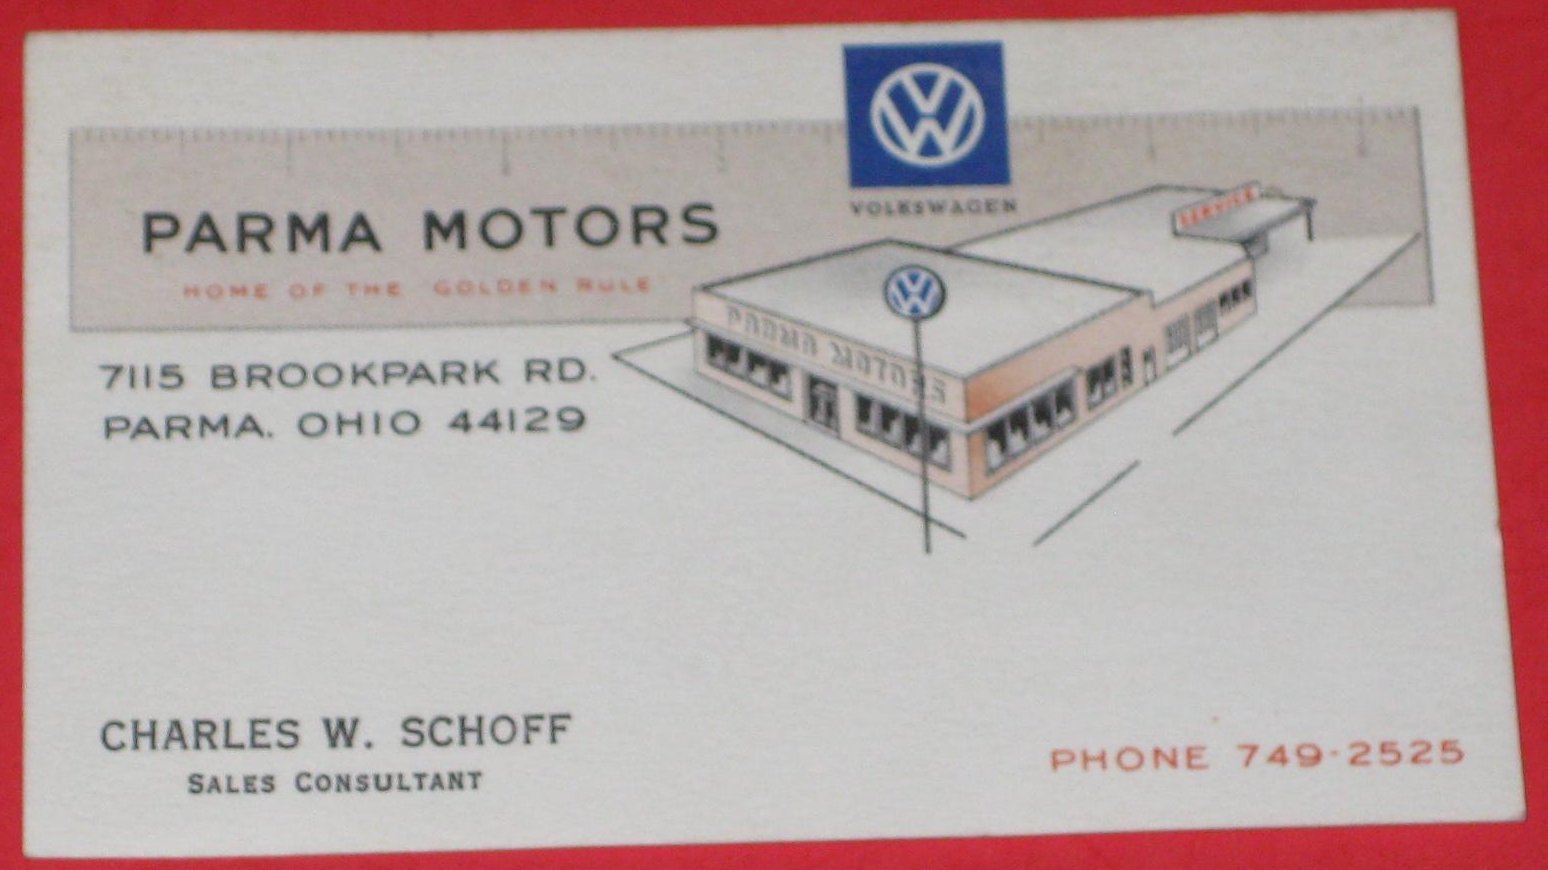 VOLKSWAGEN
PARMA MOTORS
HOME OF THE "GOLDEN RULE"
7115 BROOKPARK RD.
PARMA, OHIO 44129
SERVICE
PARMA MOTORS
CHARLES W. SCHOFF
SALES CONSULTANT
PHONE 749-2525